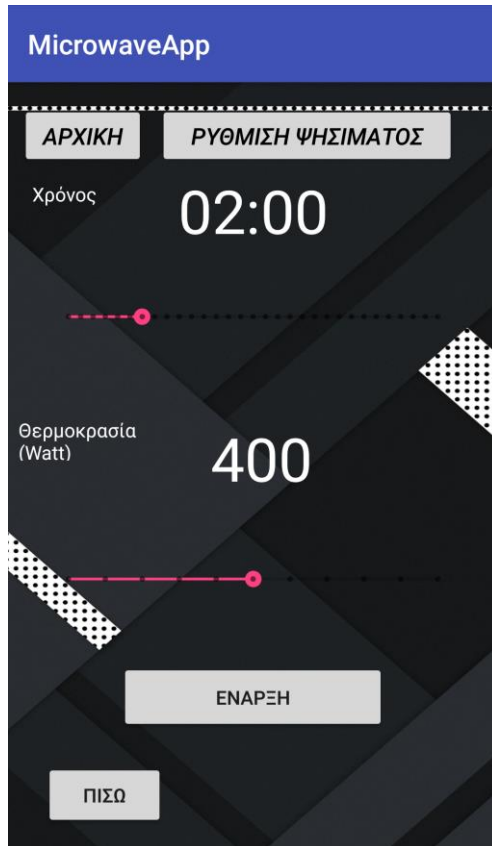 MicrowaveApp
ΑΡΧΙΚΗ
ΡΥΘΜΙΣΗ ΨΗΣΙΜΑΤΟΣ
Χρόνος
02:00
Θερμοκρασία
(Watt)
400
ΕΝΑΡΞΗ
ΠΙΣΩ